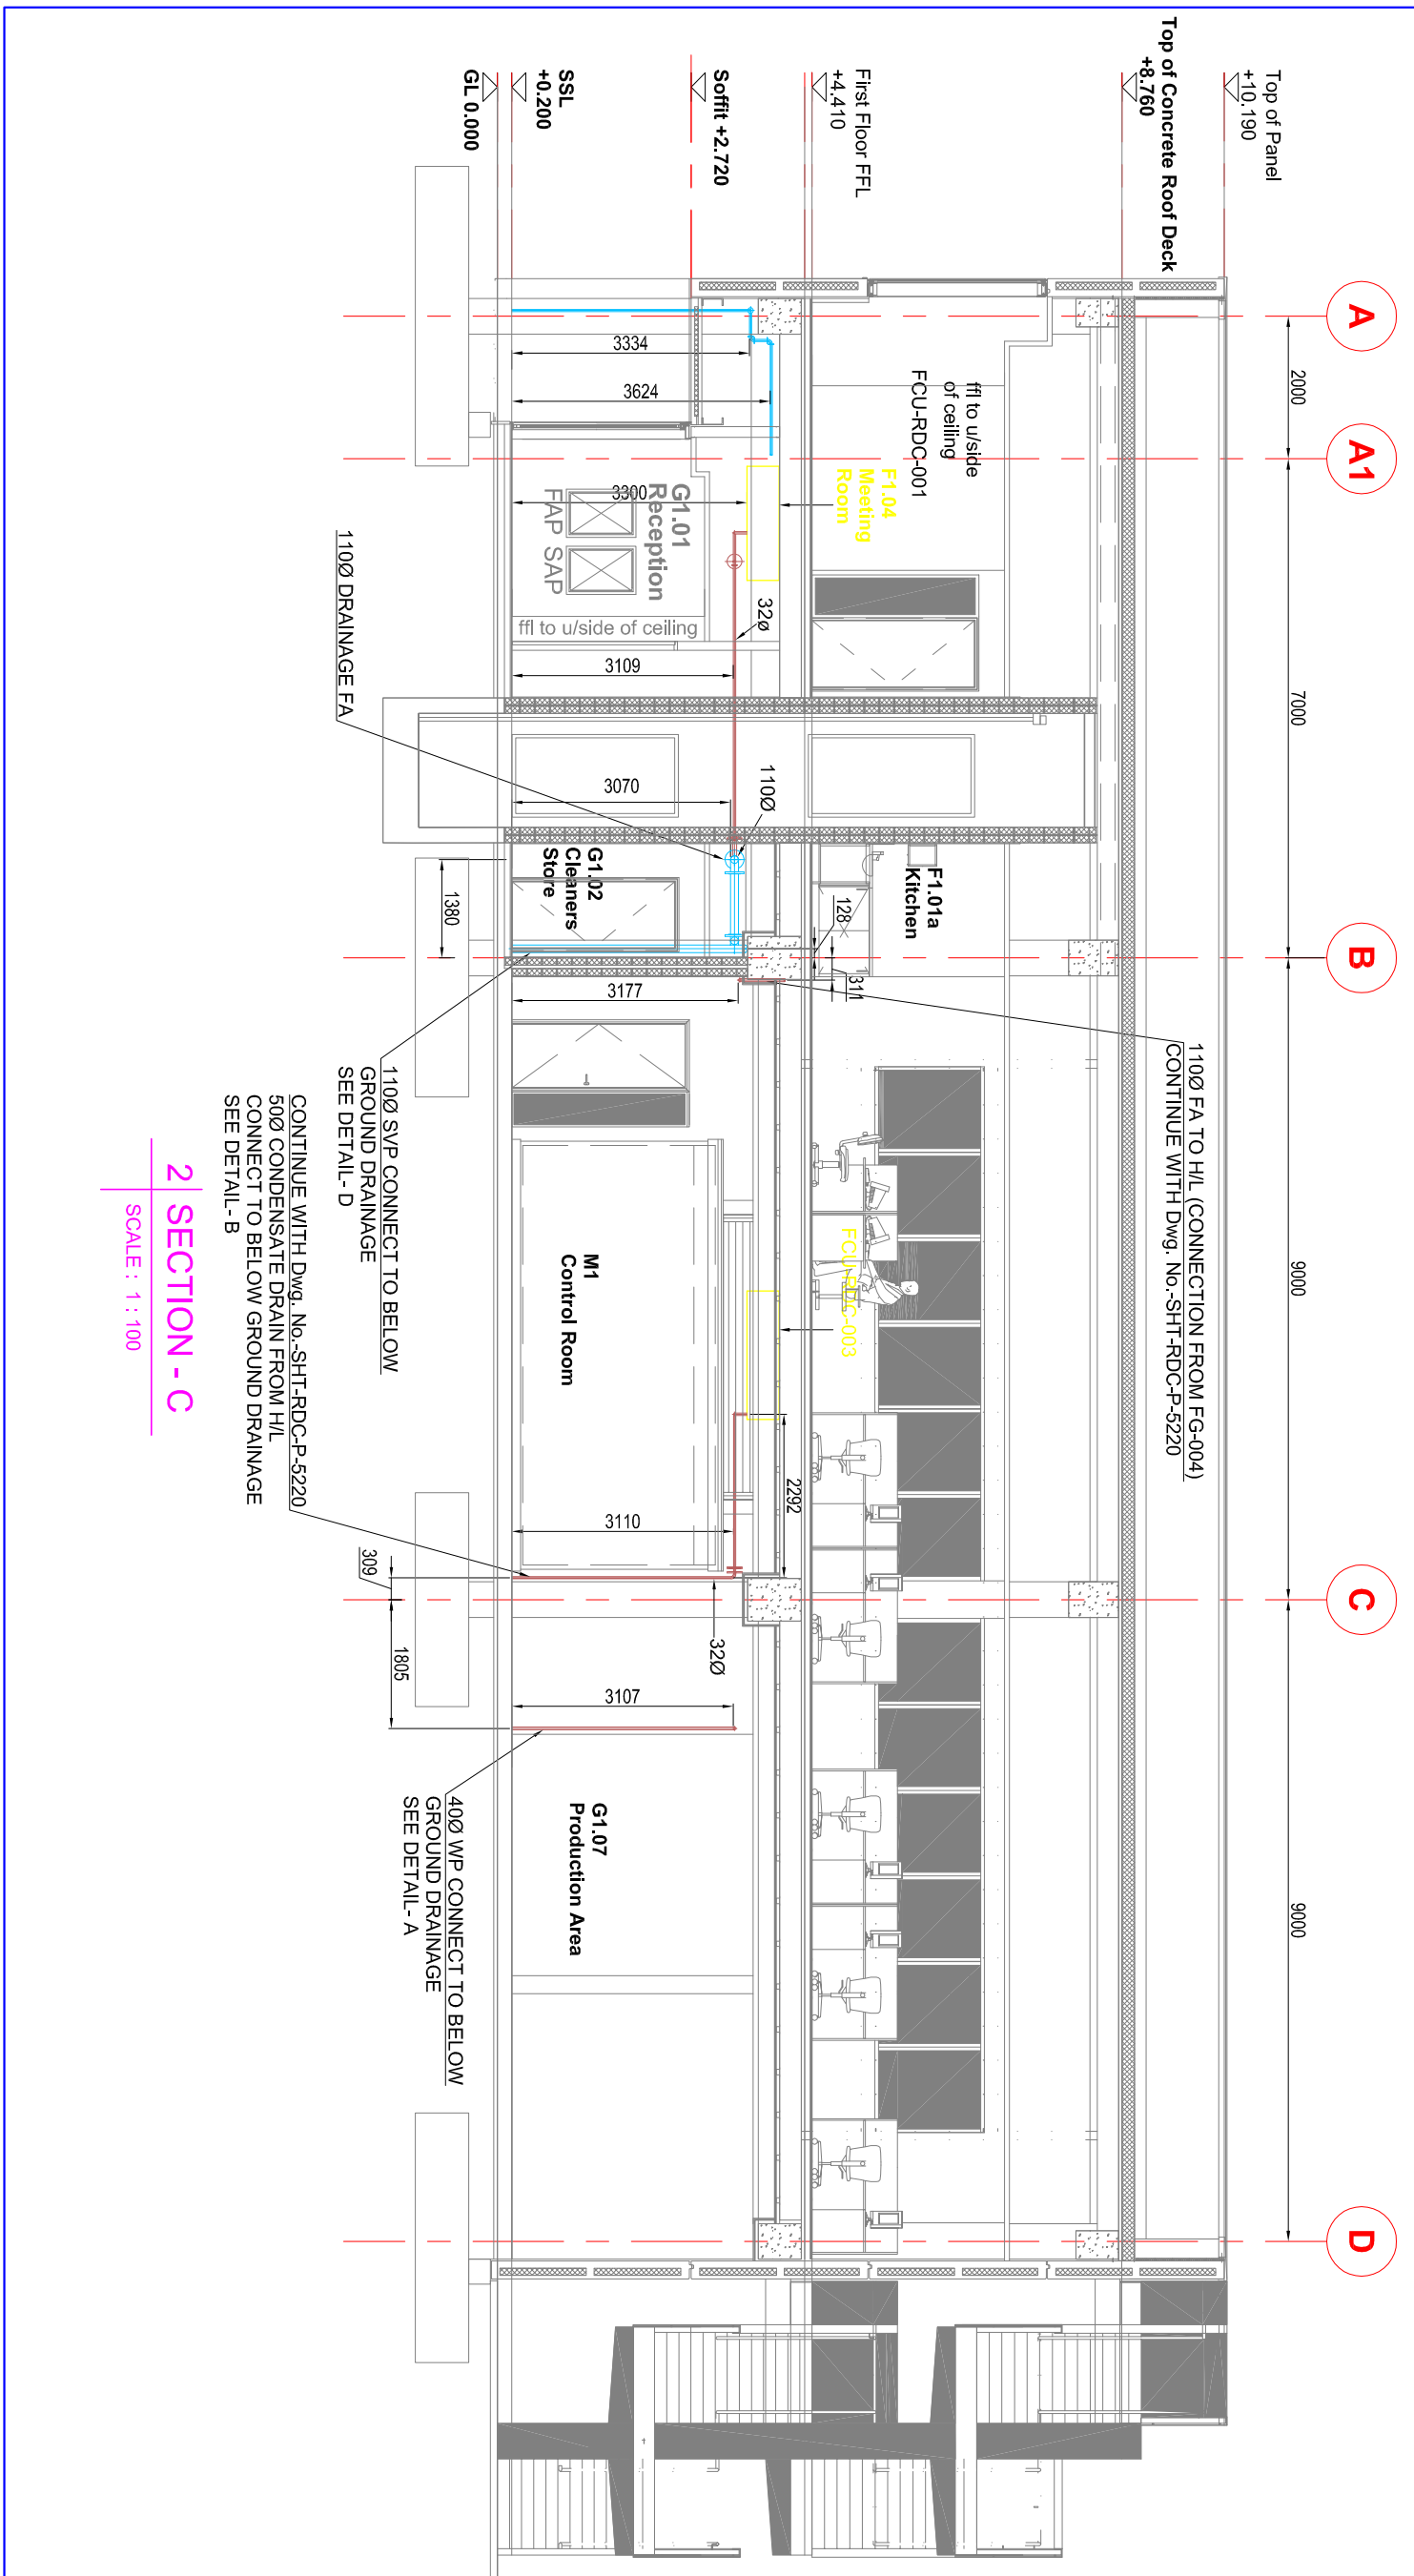 A
A1
B
C
D
2000
7000
9000
9000
Top of Panel
+10.190
Top of Concrete Roof Deck
+8.760
First Floor FFL
+4.410
Soffit +2.720
SSL
+0.200
GL 0.000
ffl to u/side
of ceiling
FCU-RDC-001
F1.04
Meeting
Room
F1.01a
Kitchen
110Ø FA TO H/L (CONNECTION FROM FG-004)
CONTINUE WITH Dwg. No.-SHT-RDC-P-5220
FCU-RDC-003
128
311
3334
3624
3300
G1.01
Reception
FAP SAP
ffl to u/side of ceiling
32ø
3109
3070
110Ø
G1.02
Cleaners
Store
1380
3177
M1
Control Room
2292
3110
32Ø
309
1805
3107
G1.07
Production Area
110Ø DRAINAGE FA
110Ø SVP CONNECT TO BELOW
GROUND DRAINAGE
SEE DETAIL- D
CONTINUE WITH Dwg. No.-SHT-RDC-P-5220
50Ø CONDENSATE DRAIN FROM H/L
CONNECT TO BELOW GROUND DRAINAGE
SEE DETAIL- B
40Ø WP CONNECT TO BELOW
GROUND DRAINAGE
SEE DETAIL- A
2 SECTION - C
SCALE : 1 : 100